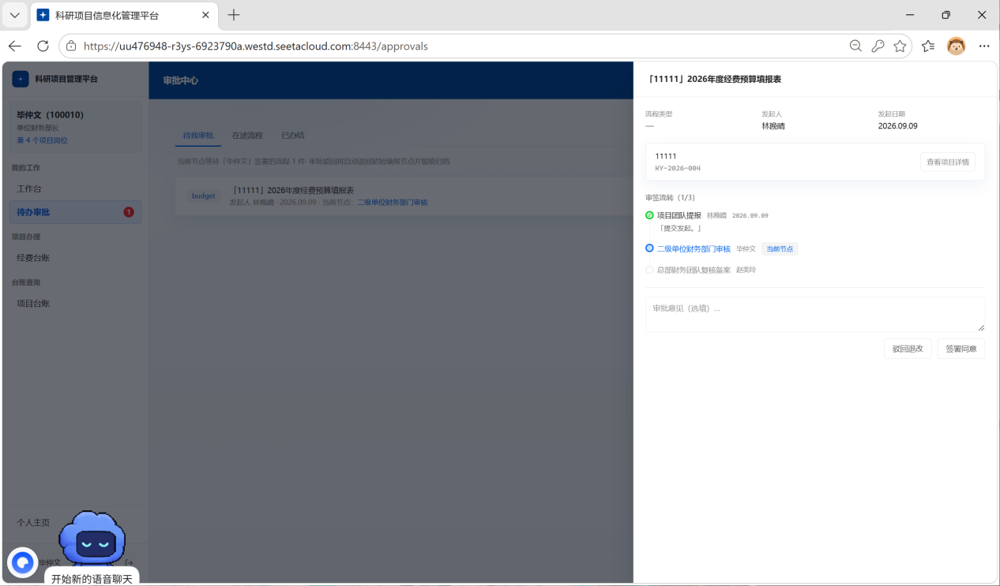 科研项目信息化管理平台
https://uu476948-r3ys-6923790a.westd.seetacloud.com:8443/approvals
科研项目管理平台
毕仲文（100010）
单位财务部长
兼 4 个项目岗位
我的工作
工作台
待办审批 1
项目办理
经费台账
台账查询
项目台账
个人主页
毕仲文
开始新的语音聊天
审批中心
待我审批 在途流程 已办结
当前节点等待「毕仲文」签署的流程 1 件· 审批驳回将自动退回初始填报节点并留痕归档
budget
「11111」2026年度经费预算填报表
发起人 林晚晴 · 2026.09.09 · 当前节点：二级单位财务部门审核
「11111」2026年度经费预算填报表
流程类型 发起人 发起日期
— 林晚晴 2026.09.09
11111
KY-2026-004
查看项目详情
审签流转（1/3）
项目团队提报 林晚晴 2026.09.09
「提交发起。」
二级单位财务部门审核 毕仲文 当前节点
总部财务团队复核备案 赵美玲
审批意见（选填）…
驳回退改 签署同意